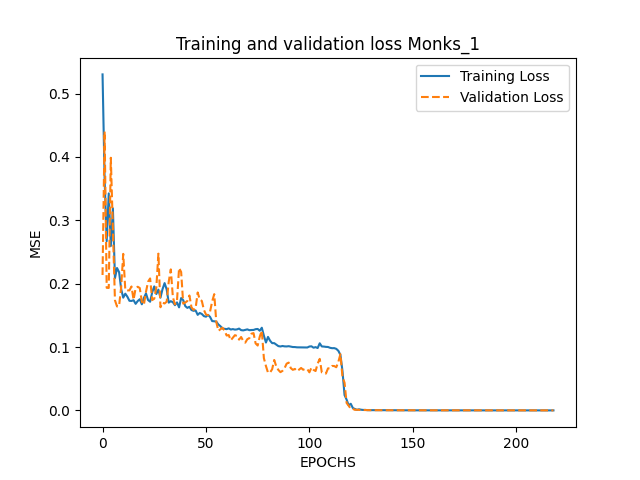 Training and validation loss Monks_1
Training Loss
Validation Loss
0.5
0.4
0.3
0.2
0.1
0.0
MSE
0 50 100 150 200
EPOCHS